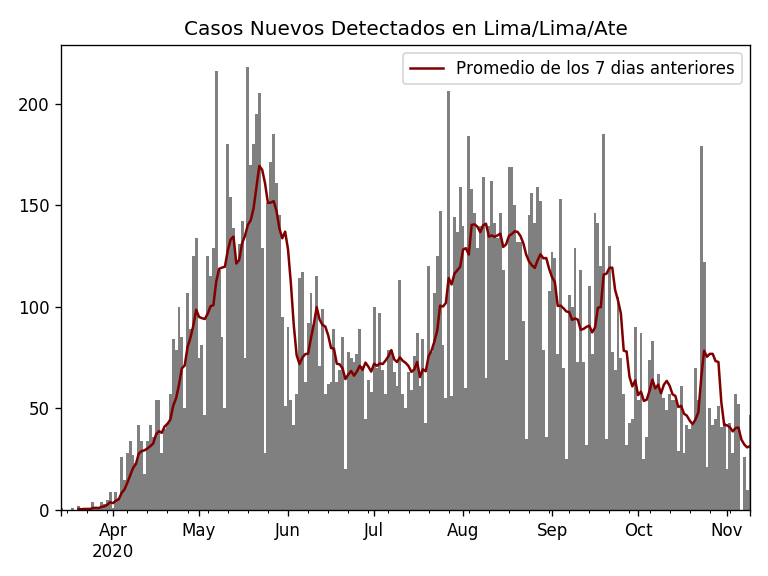 Casos Nuevos Detectados en Lima/Lima/Ate
Promedio de los 7 dias anteriores
200
150
100
50
0
Apr May Jun Jul Aug Sep Oct Nov
2020